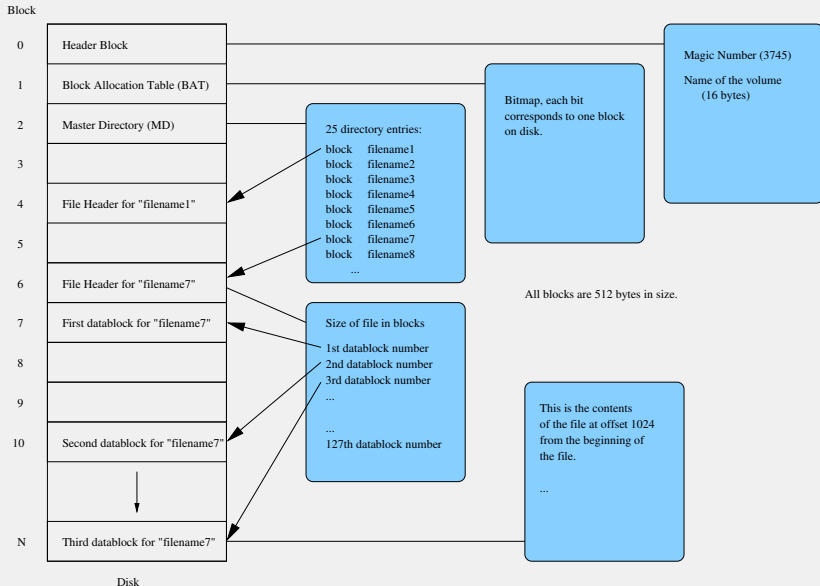 Block
0 Header Block
1 Block Allocation Table (BAT)
2 Master Directory (MD)
3
4 File Header for "filename1"
5
6 File Header for "filename7"
7 First datablock for "filename7"
8
9
10 Second datablock for "filename7"
N Third datablock for "filename7"
Disk
25 directory entries:
block filename1
block filename2
block filename3
block filename4
block filename5
block filename6
block filename7
block filename8
...
Size of file in blocks
1st datablock number
2nd datablock number
3rd datablock number
...
...
127th datablock number
Bitmap, each bit
corresponds to one block
on disk.
Magic Number (3745)
Name of the volume
(16 bytes)
All blocks are 512 bytes in size.
This is the contents
of the file at offset 1024
from the beginning of
the file.
...